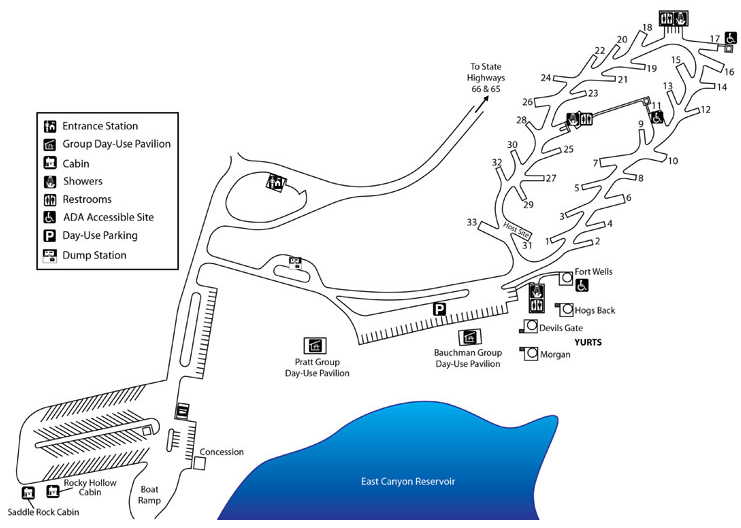 To State
Highways
66 & 65
Entrance Station
Group Day-Use Pavilion
Cabin
Showers
Restrooms
ADA Accessible Site
P Day-Use Parking
Dump Station
18
17
20
22
19
15
16
24
21
14
23
13
26
11
12
28
9
30
25
10
7
32
8
27
5
6
29
3
33
Host Site
4
31
1
2
Fort Wells
P
Hogs Back
Devils Gate
YURTS
Morgan
Pratt Group
Day-Use Pavilion
Bauchman Group
Day-Use Pavilion
Concession
Rocky Hollow
Cabin
Saddle Rock Cabin
Boat
Ramp
East Canyon Reservoir